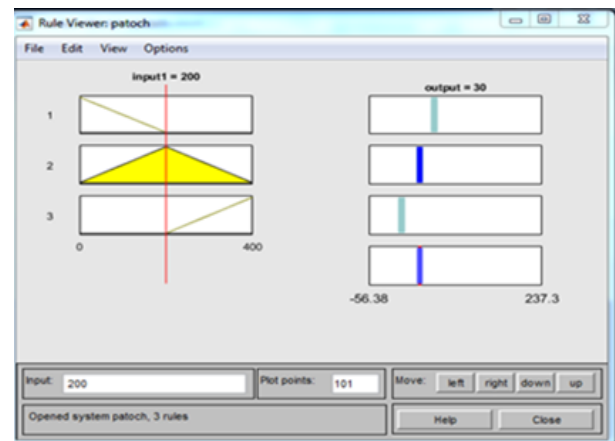 Rule Viewer: patoch
File Edit View Options
input1 = 200
output = 30
1
2
3
0 400
-56.38 237.3
Input: 200 Plot points: 101 Move: left right down up
Opened system patoch, 3 rules Help Close